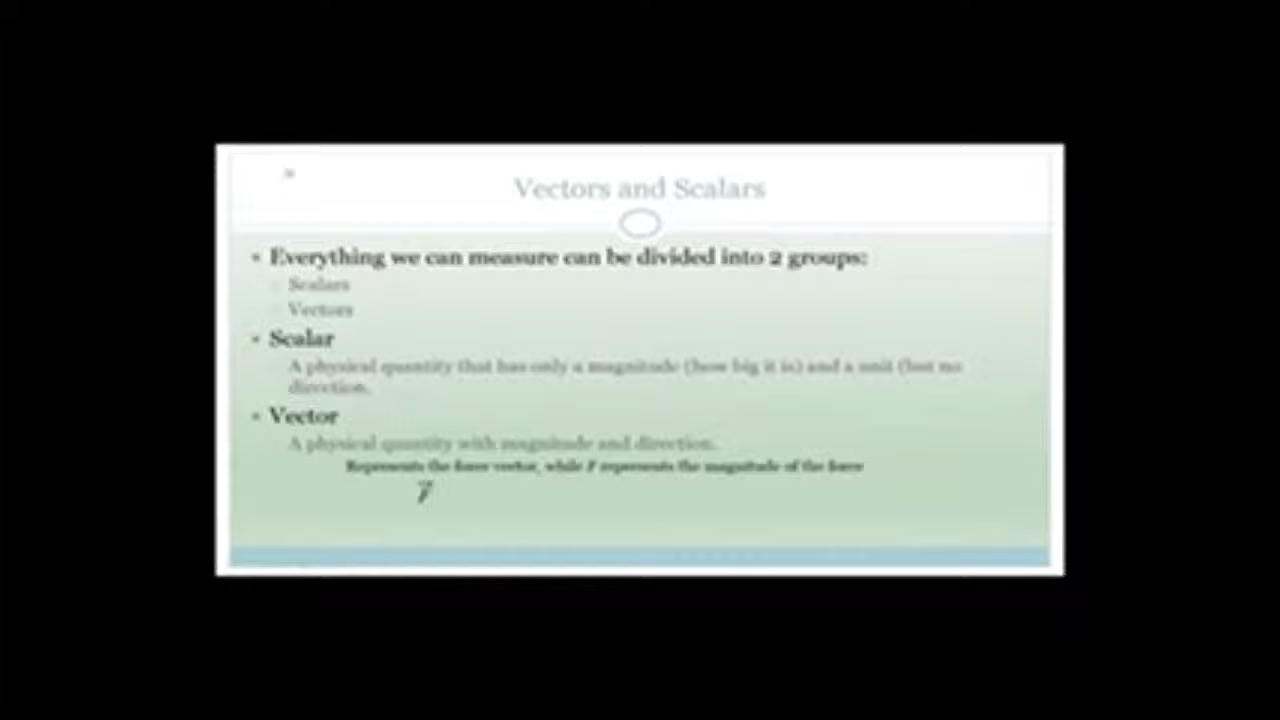 Vectors and Scalars
Everything we can measure can be divided into 2 groups:
Scalars
Vectors
Scalar
A physical quantity that has only a magnitude (how big it is) and a unit (but no
direction.
Vector
A physical quantity with magnitude and direction.
Represents the force vector, while F represents the magnitude of the force
F⃗